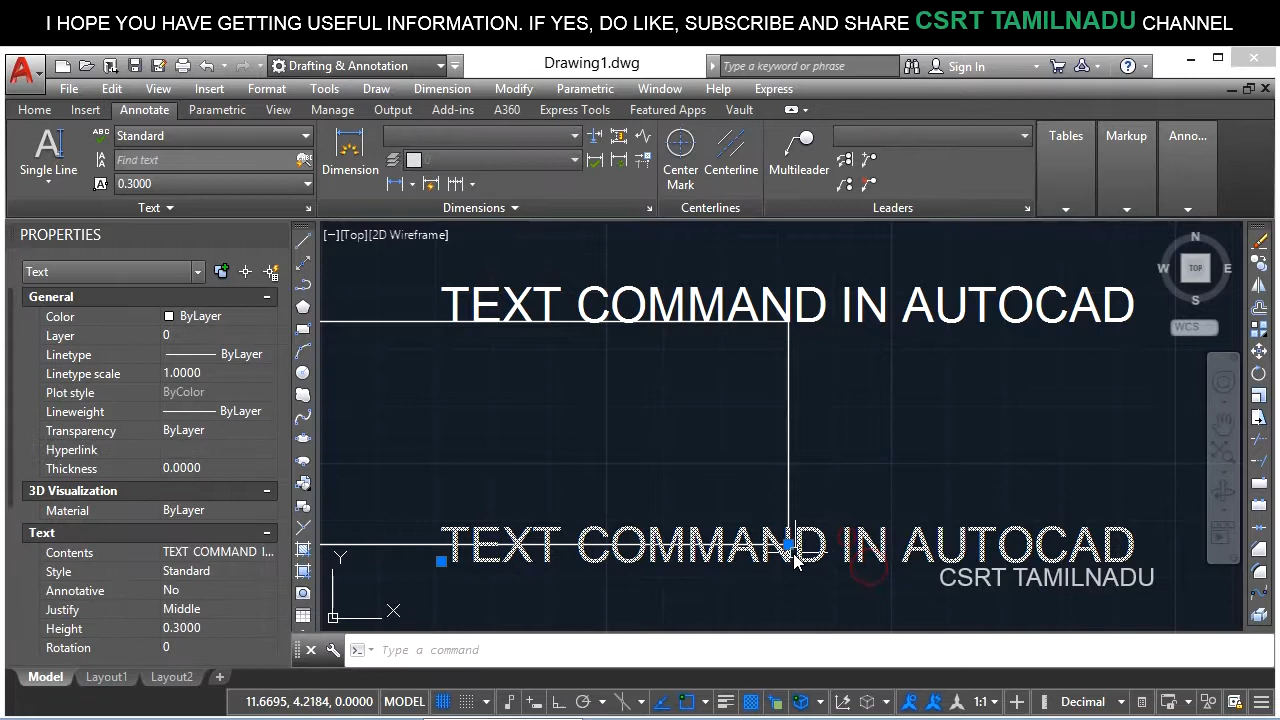 I HOPE YOU HAVE GETTING USEFUL INFORMATION. IF YES, DO LIKE, SUBSCRIBE AND SHARE CSRT TAMILNADU CHANNEL
Drafting & Annotation
Drawing1.dwg
Type a keyword or phrase
Sign In
File Edit View Insert Format Tools Draw Dimension Modify Parametric Window Help Express
Home Insert Annotate Parametric View Manage Output Add-ins A360 Express Tools Featured Apps Vault
Single Line
ABC Standard
Find text
0.3000
Text
Dimension
0
Dimensions
Center Mark
Centerline
Centerlines
Multileader
Leaders
Tables
Markup
Anno...
PROPERTIES
Text
General
Color ByLayer
Layer 0
Linetype ByLayer
Linetype scale 1.0000
Plot style ByColor
Lineweight ByLayer
Transparency ByLayer
Hyperlink
Thickness 0.0000
3D Visualization
Material ByLayer
Text
Contents TEXT COMMAND I...
Style Standard
Annotative No
Justify Middle
Height 0.3000
Rotation 0
[−][Top][2D Wireframe]
N
W TOP E
S
WCS
TEXT COMMAND IN AUTOCAD
TEXT COMMAND IN AUTOCAD
CSRT TAMILNADU
Y
X
Type a command
Model Layout1 Layout2 +
11.6695, 4.2184, 0.0000 MODEL 1:1 Decimal